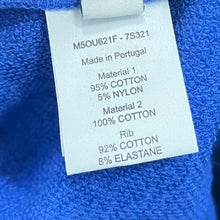 M5OU621F - 7S321
Made in Portugal
Material 1
95% COTTON
5% NYLON
Material 2
100% COTTON
Rib
92% COTTON
8% ELASTANE